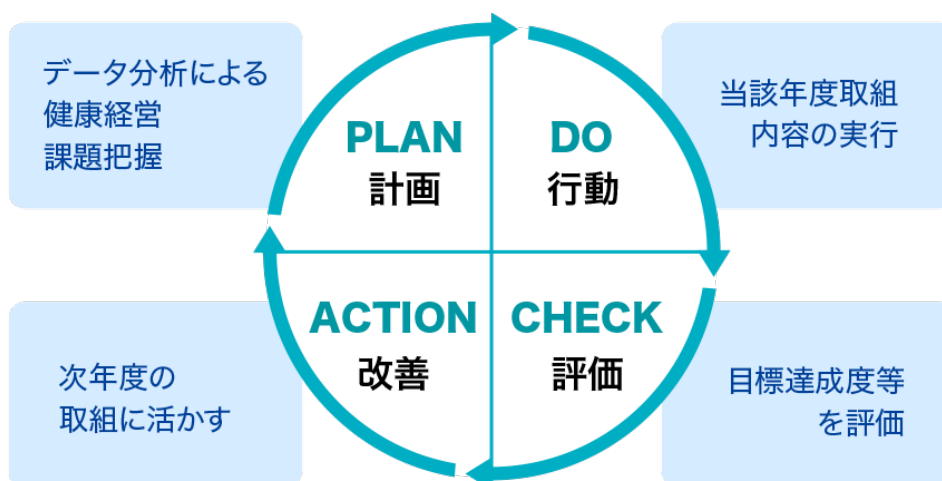 データ分析による
健康経営
課題把握
PLAN
計画
DO
行動
当該年度取組
内容の実行
次年度の
取組に活かす
ACTION
改善
CHECK
評価
目標達成度等
を評価